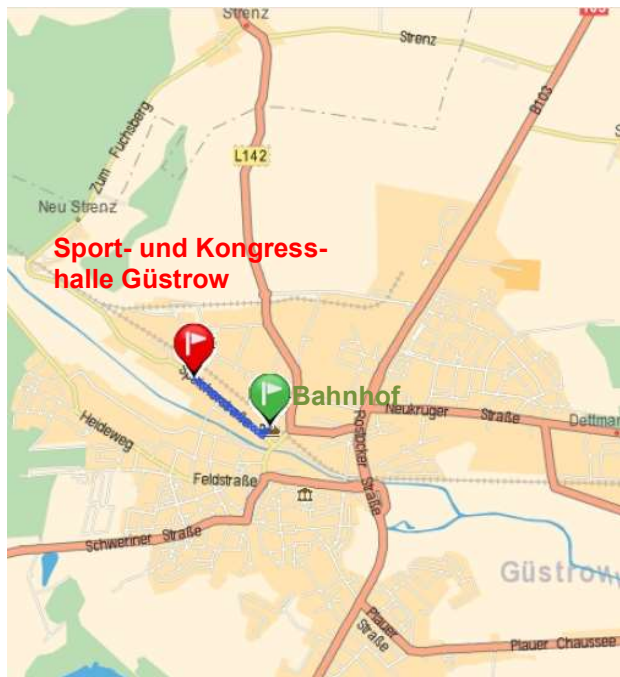 Strenz
Strenz
B103
L142
Zum Fuchsberg
Neu Strenz
Sport- und Kongress-
halle Güstrow
Bahnhof
Heideweg
Rostocker Straße
Neukruger Straße
Feldstraße
Schweriner Straße
Güstrow
Plauer Straße
Plauer Chaussee